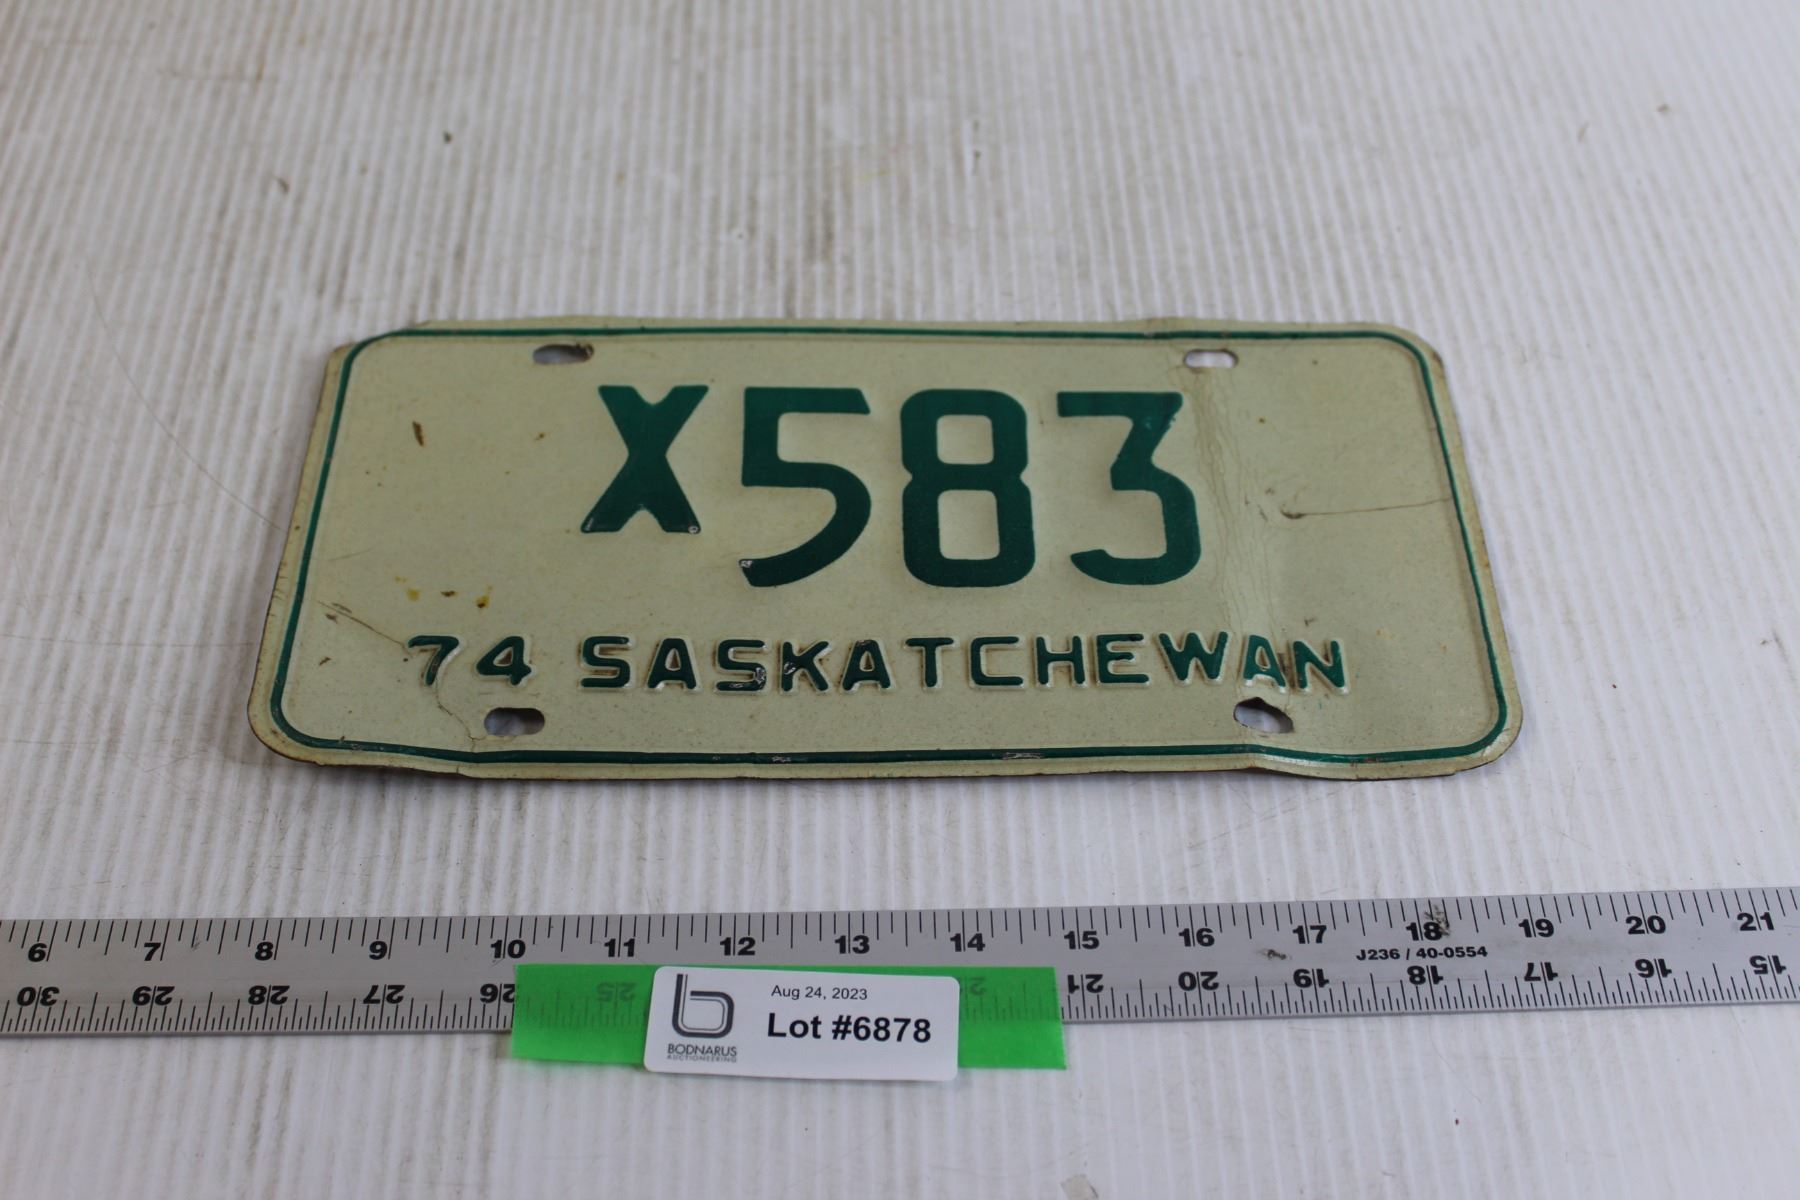 X583
74 SASKATCHEWAN
6 7 8 9 10 11 12 13 14 15 16 17 18 19 20 21
J236 / 40-0554
30 29 28 27 26 25 2 21 20 19 18 17 16 15
Aug 24, 2023
Lot #6878
BODNARUS
AUCTIONEERING